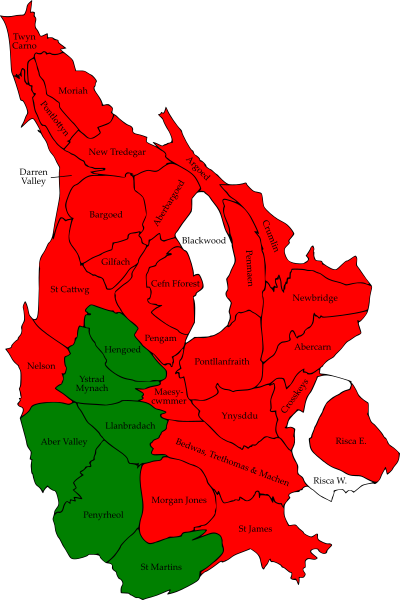 Twyn
Carno
Moriah
Pontlottyn
New Tredegar
Argoed
Darren
Valley
Aberbargoed
Bargoed
Crumlin
Blackwood
Penmaen
Gilfach
Cefn Fforest
St Cattwg
Newbridge
Pengam
Hengoed
Abercarn
Pontllanfraith
Nelson
Ystrad
Mynach
Crosskeys
Maesy-
cwmmer
Ynysddu
Llanbradach
Aber Valley
Risca E.
Bedwas, Trethomas & Machen
Risca W.
Morgan Jones
Penyrheol
St James
St Martins